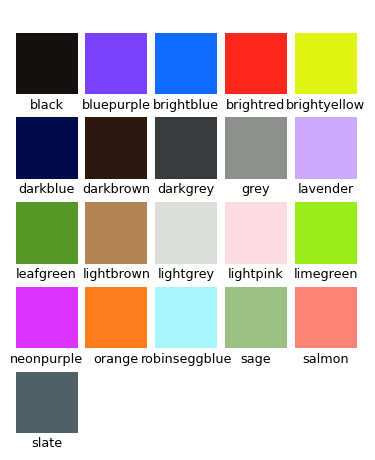 black bluepurple brightblue brightred brightyellow
darkblue darkbrown darkgrey grey lavender
leafgreen lightbrown lightgrey lightpink limegreen
neonpurple orange robinseggblue sage salmon
slate